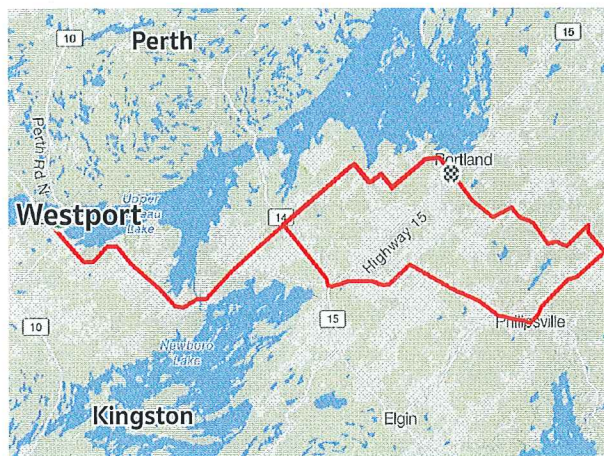 10
Perth
15
Perth Rd N
Portland
Upper
Lake
Westport
14
Highway 15
10
15
Phillipsville
Newboro
Lake
Kingston
Elgin